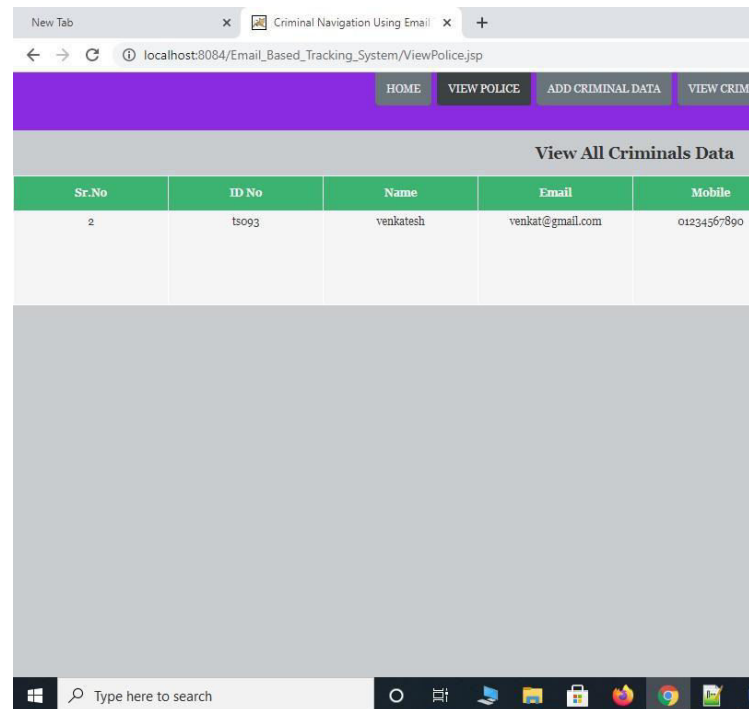 New Tab
Criminal Navigation Using Email
localhost:8084/Email_Based_Tracking_System/ViewPolice.jsp
HOME VIEW POLICE ADD CRIMINAL DATA VIEW CRIM
View All Criminals Data
Sr.No ID No Name Email Mobile
2 ts093 venkatesh venkat@gmail.com 01234567890
Type here to search